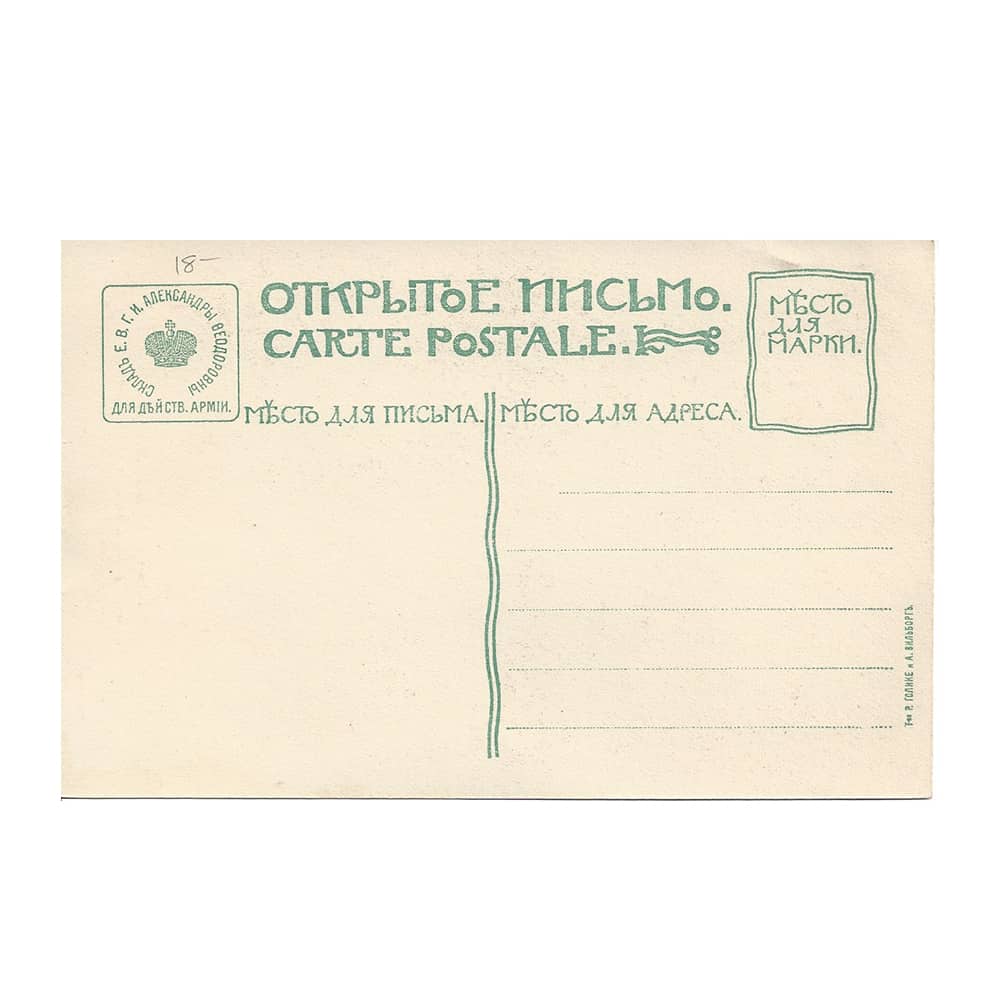 18-
СКЛАДЪ Е. В. Г. И. АЛЕКСАНДРЫ ѲЕОДОРОВНЫ
ДЛЯ ДѢЙСТВ. АРМІИ.
ОТКРЫТОЕ ПИСЬМО.
CARTE POSTALE.
МѢСТО
ДЛЯ
МАРКИ.
МѢСТО ДЛЯ ПИСЬМА.
МѢСТО ДЛЯ АДРЕСА.
Т-во Р. ГОЛИКЕ и А. ВИЛЬБОРГЪ.